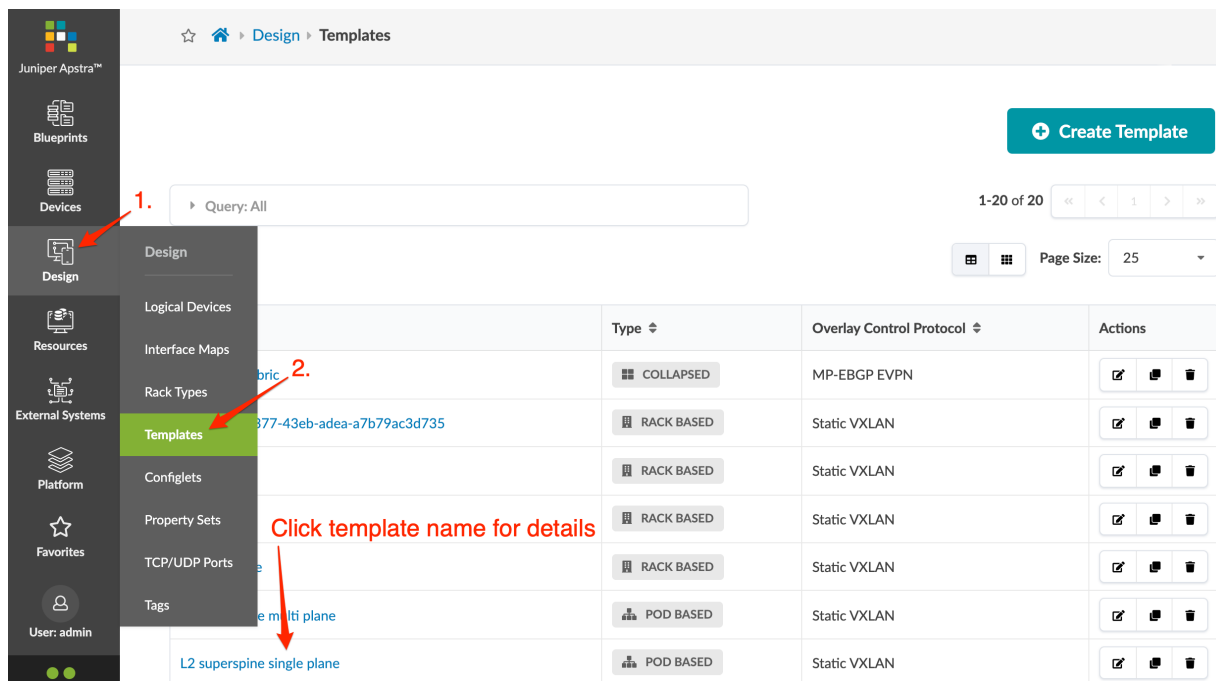 Juniper Apstra™
Blueprints
Devices
Design
Resources
External Systems
Platform
Favorites
User: admin
Design › Templates
Create Template
1.
Query: All
1-20 of 20
« < 1 > »
Page Size: 25
Design
Logical Devices
Interface Maps
Rack Types
Templates
Configlets
Property Sets
TCP/UDP Ports
Tags
2.
Type Overlay Control Protocol Actions
bric COLLAPSED MP-EBGP EVPN
377-43eb-adea-a7b79ac3d735 RACK BASED Static VXLAN
RACK BASED Static VXLAN
RACK BASED Static VXLAN
Click template name for details
e RACK BASED Static VXLAN
e multi plane POD BASED Static VXLAN
L2 superspine single plane POD BASED Static VXLAN